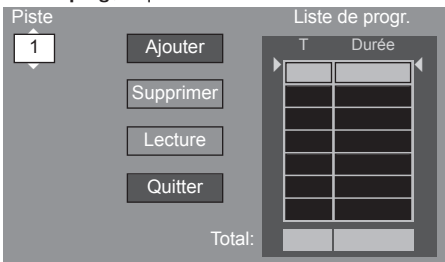 Piste
Liste de progr.
1
Ajouter
T
Durée
Supprimer
Lecture
Quitter
Total: